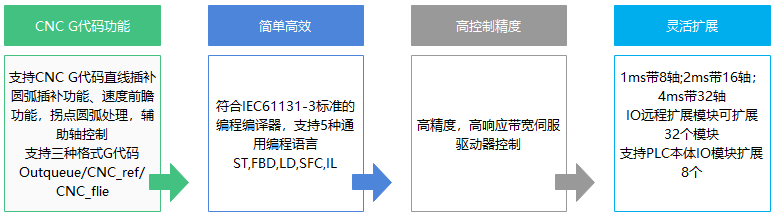 CNC G代码功能
支持CNC G代码直线插补
圆弧插补功能、速度前瞻
功能，拐点圆弧处理，辅
助轴控制
支持三种格式G代码
Outqueue/CNC_ref/
CNC_flie
简单高效
符合IEC61131-3标准的
编程编译器，支持5种通
用编程语言
ST,FBD,LD,SFC,IL
高控制精度
高精度，高响应带宽伺服
驱动器控制
灵活扩展
1ms带8轴;2ms带16轴；
4ms带32轴
IO远程扩展模块可扩展
32个模块
支持PLC本体IO模块扩展
8个